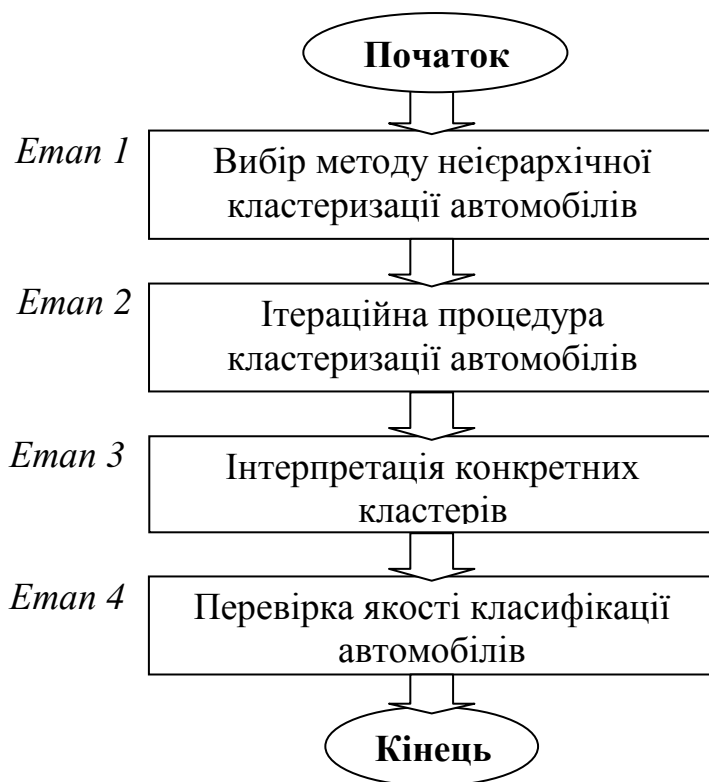 Початок
Етап 1
Вибір методу неієрархічної
кластеризації автомобілів
Етап 2
Ітераційна процедура
кластеризації автомобілів
Етап 3
Інтерпретація конкретних
кластерів
Етап 4
Перевірка якості класифікації
автомобілів
Кінець